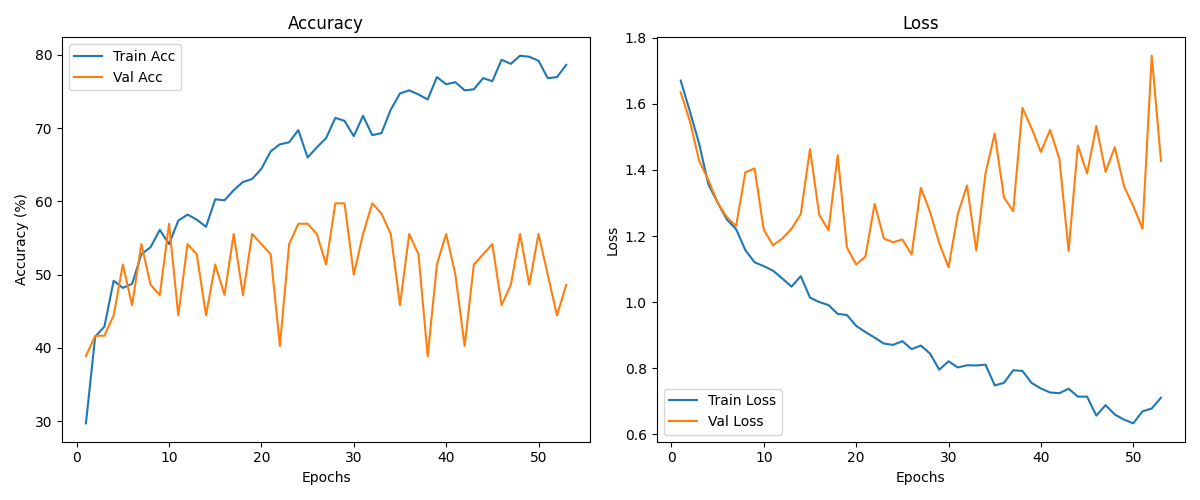 Accuracy
Train Acc
Val Acc
Accuracy (%)
80
70
60
50
40
30
0 10 20 30 40 50
Epochs
Loss
Loss
1.8
1.6
1.4
1.2
1.0
0.8
0.6
Train Loss
Val Loss
0 10 20 30 40 50
Epochs